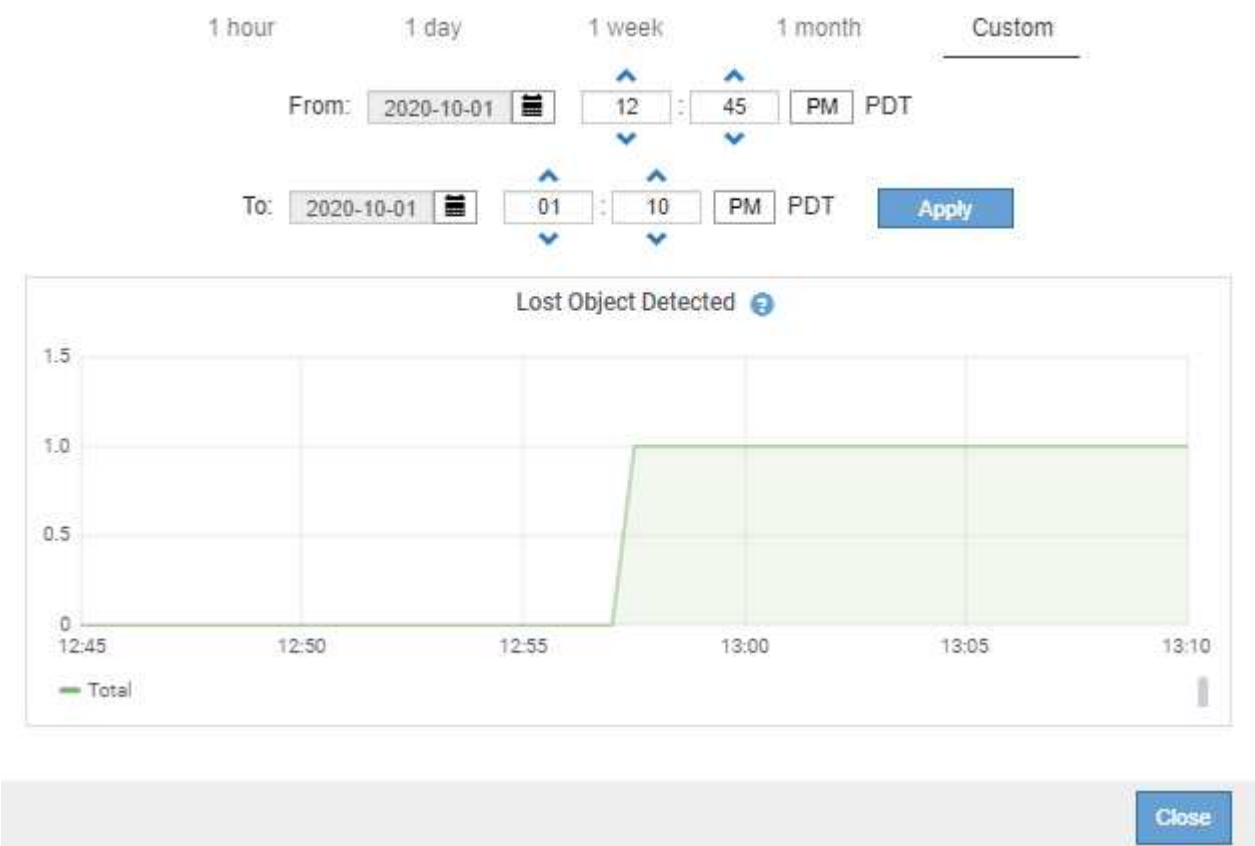 1 hour 1 day 1 week 1 month Custom
From: 2020-10-01 12 : 45 PM PDT
To: 2020-10-01 01 : 10 PM PDT Apply
Lost Object Detected ?
1.5
1.0
0.5
0
12:45 12:50 12:55 13:00 13:05 13:10
Total
Close